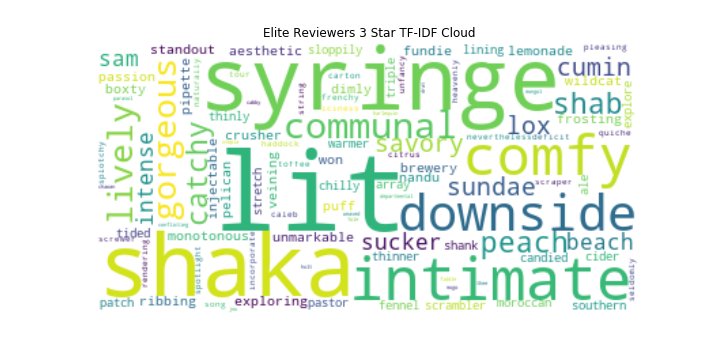 Elite Reviewers 3 Star TF-IDF Cloud
standout aesthetic sloppily fundie lining lemonade pleasing
sam passion boxty pipette naturally tour carton dimly triple unfancy heavenly cumin wildcat explore
syringe
gorgeous lively intense catchy thinly string frenchy shab frosting
communal lox
crusher savory neverthelessdeficit quiche
injectable pelican stretch veining haddock warmer citrus comfy
toffee won brewery scraper ale
splotchy chilly array nandu sundae
lit
caleb puff downside
tided monotonous unmarkable sucker shank peach beach
screwer rendering spotlight incorporate thinner candied cider
shaka intimate seldomly
patch ribbing song exploring pastor fennel scrambler moroccan southern